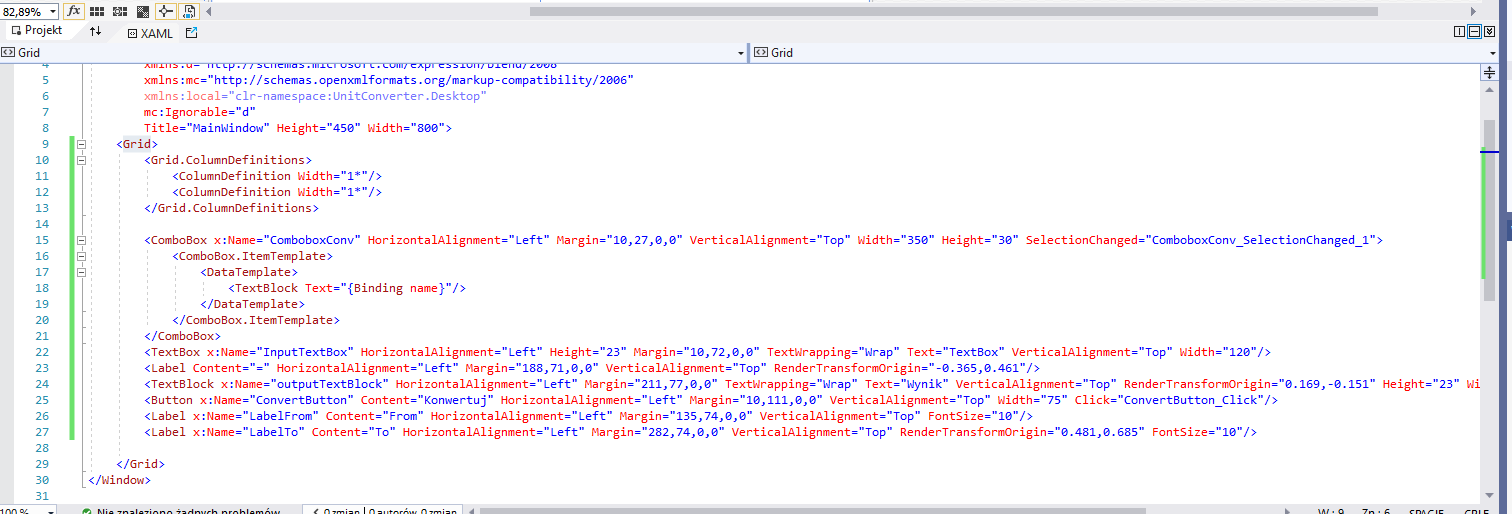 82,89%
fx
Projekt
XAML
Grid
Grid
4 xmlns:d="http://schemas.microsoft.com/expression/blend/2008"
5 xmlns:mc="http://schemas.openxmlformats.org/markup-compatibility/2006"
6 xmlns:local="clr-namespace:UnitConverter.Desktop"
7 mc:Ignorable="d"
8 Title="MainWindow" Height="450" Width="800">
9 <Grid>
10 <Grid.ColumnDefinitions>
11 <ColumnDefinition Width="1*"/>
12 <ColumnDefinition Width="1*"/>
13 </Grid.ColumnDefinitions>
14
15 <ComboBox x:Name="ComboboxConv" HorizontalAlignment="Left" Margin="10,27,0,0" VerticalAlignment="Top" Width="350" Height="30" SelectionChanged="ComboboxConv_SelectionChanged_1">
16 <ComboBox.ItemTemplate>
17 <DataTemplate>
18 <TextBlock Text="{Binding name}"/>
19 </DataTemplate>
20 </ComboBox.ItemTemplate>
21 </ComboBox>
22 <TextBox x:Name="InputTextBox" HorizontalAlignment="Left" Height="23" Margin="10,72,0,0" TextWrapping="Wrap" Text="TextBox" VerticalAlignment="Top" Width="120"/>
23 <Label Content="=" HorizontalAlignment="Left" Margin="188,71,0,0" VerticalAlignment="Top" RenderTransformOrigin="-0.365,0.461"/>
24 <TextBlock x:Name="outputTextBlock" HorizontalAlignment="Left" Margin="211,77,0,0" TextWrapping="Wrap" Text="Wynik" VerticalAlignment="Top" RenderTransformOrigin="0.169,-0.151" Height="23" Wi
25 <Button x:Name="ConvertButton" Content="Konwertuj" HorizontalAlignment="Left" Margin="10,111,0,0" VerticalAlignment="Top" Width="75" Click="ConvertButton_Click"/>
26 <Label x:Name="LabelFrom" Content="From" HorizontalAlignment="Left" Margin="135,74,0,0" VerticalAlignment="Top" FontSize="10"/>
27 <Label x:Name="LabelTo" Content="To" HorizontalAlignment="Left" Margin="282,74,0,0" VerticalAlignment="Top" RenderTransformOrigin="0.481,0.685" FontSize="10"/>
28
29 </Grid>
30 </Window>
31
100 % Nie znaleziono żadnych problemów 0 zmian | 0 autorów, 0 zmian W.: 9 Zn.: 6 SPACJE CRLF